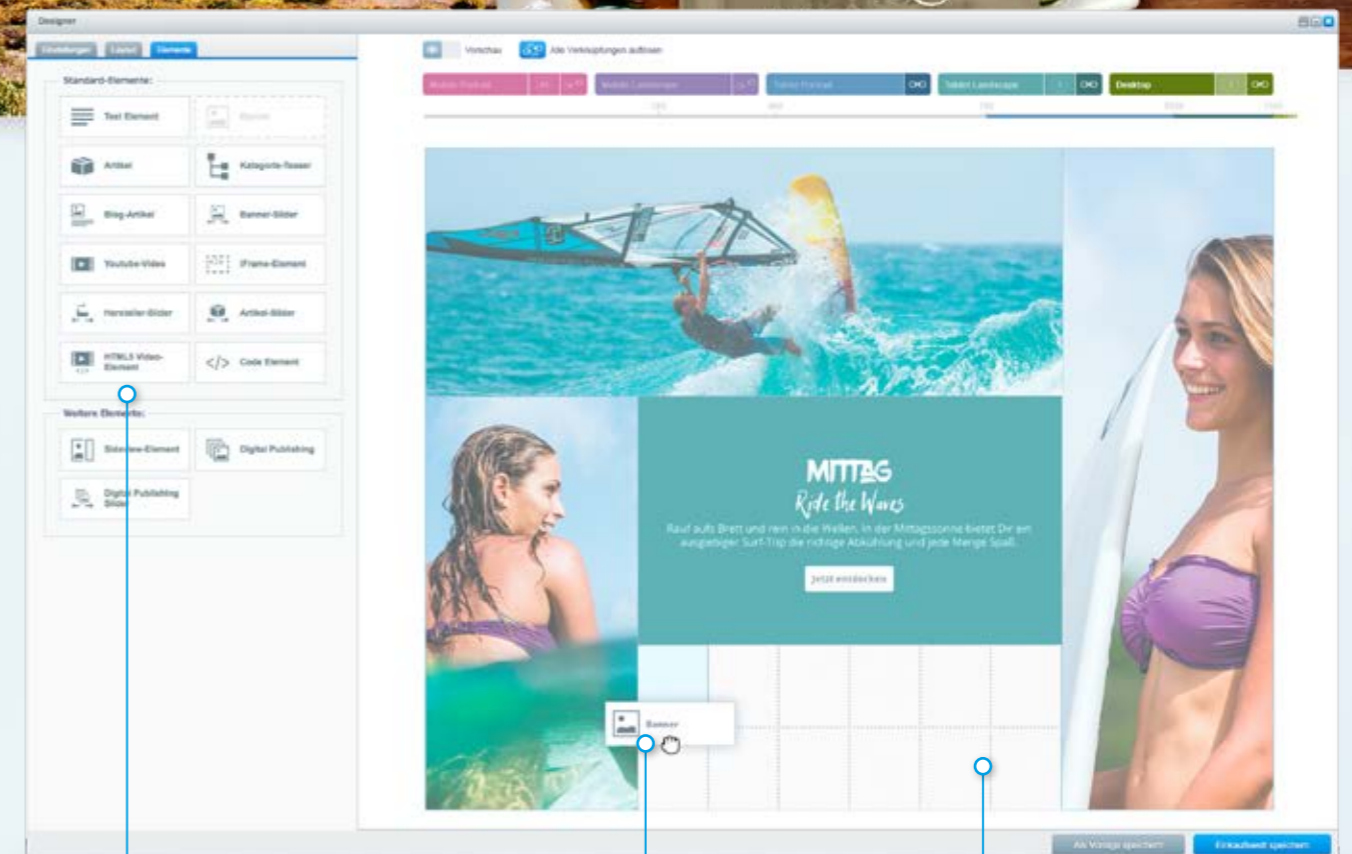 Designer
Einstellungen Layout Elemente
Vorschau Alle Verknüpfungen auflösen
Mobile Portrait Mobile Landscape Tablet Portrait Tablet Landscape Desktop
Standard-Elemente:
Text Element Banner
Artikel Kategorie-Teaser
Blog-Artikel Banner-Slider
Youtube-Video iFrame-Element
Hersteller-Slider Artikel-Slider
HTML5 Video-
Element
Code Element
Weitere Elemente:
Sideview-Element Digital Publishing
Digital Publishing
Slider
MITTAG
Ride the Waves
Rauf aufs Brett und rein in die Wellen. In der Mittagssonne bietet Dir ein
ausgiebiger Surf-Trip die richtige Abkühlung und jede Menge Spaß.
Jetzt entdecken
Banner
Als Vorlage speichern Einkaufswelt speichern